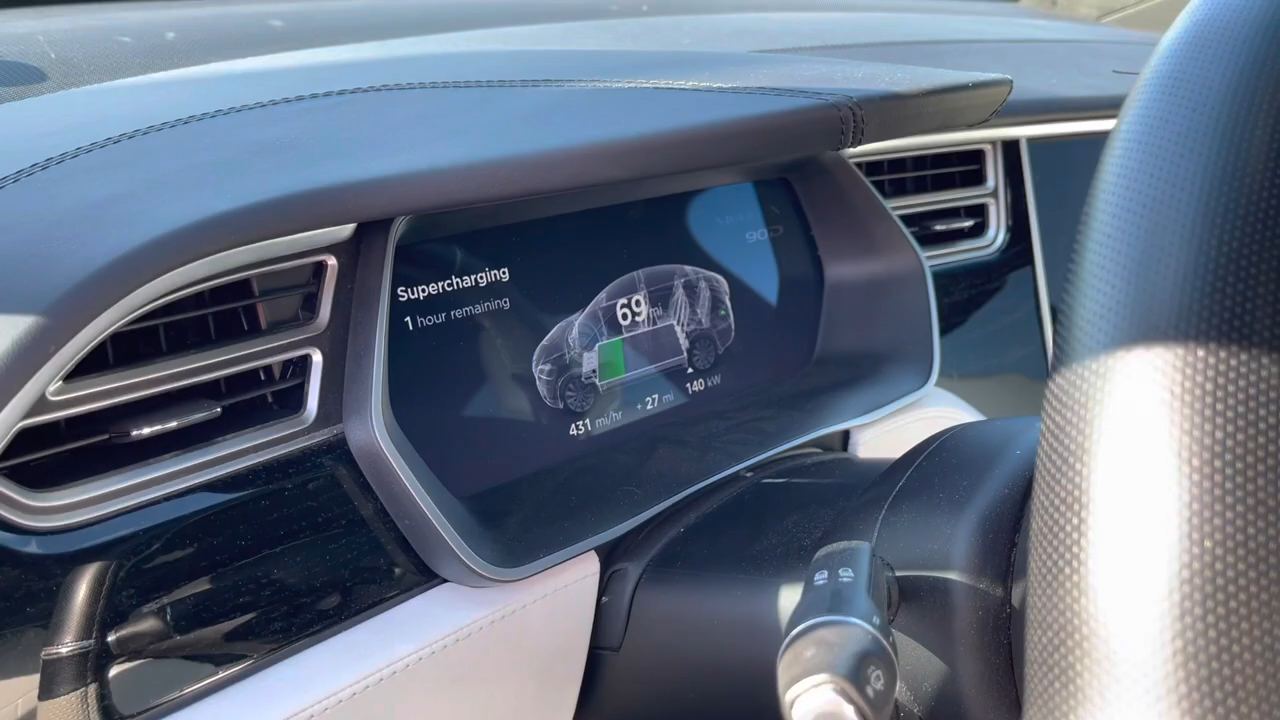 Supercharging
1 hour remaining
69 mi
431 mi/hr
+ 27 mi
140 kW